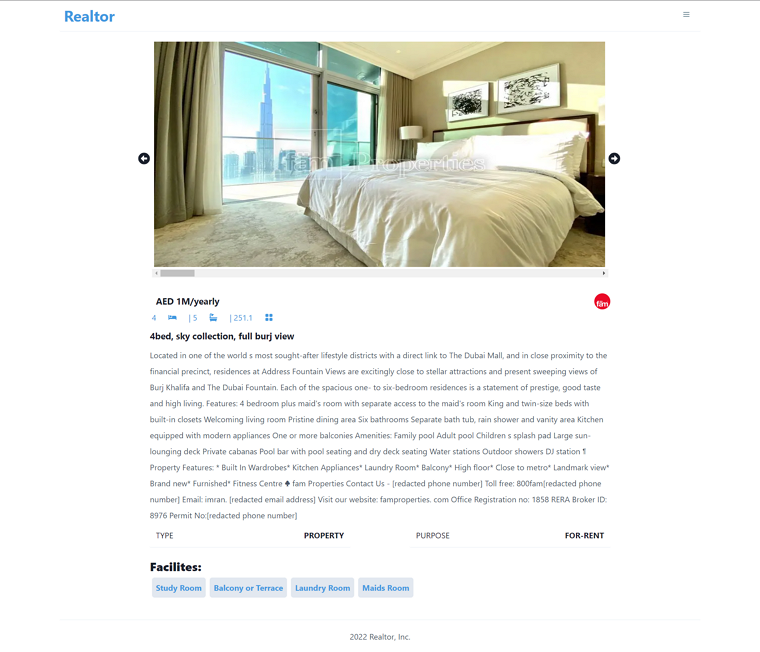 Realtor
fam Properties
AED 1M/yearly
fäm
4 | 5 | 251.1
4bed, sky collection, full burj view
Located in one of the world s most sought-after lifestyle districts with a direct link to The Dubai Mall, and in close proximity to the
financial precinct, residences at Address Fountain Views are excitingly close to stellar attractions and present sweeping views of
Burj Khalifa and The Dubai Fountain. Each of the spacious one- to six-bedroom residences is a statement of prestige, good taste
and high living. Features: 4 bedroom plus maid's room with separate access to the maid's room King and twin-size beds with
built-in closets Welcoming living room Pristine dining area Six bathrooms Separate bath tub, rain shower and vanity area Kitchen
equipped with modern appliances One or more balconies Amenities: Family pool Adult pool Children s splash pad Large sun-
lounging deck Private cabanas Pool bar with pool seating and dry deck seating Water stations Outdoor showers DJ station ¶
Property Features: * Built In Wardrobes* Kitchen Appliances* Laundry Room* Balcony* High floor* Close to metro* Landmark view*
Brand new* Furnished* Fitness Centre ♠ fam Properties Contact Us - [redacted phone number] Toll free: 800fam[redacted phone
number] Email: imran. [redacted email address] Visit our website: famproperties. com Office Registration no: 1858 RERA Broker ID:
8976 Permit No:[redacted phone number]
TYPE PROPERTY PURPOSE FOR-RENT
Facilites:
Study Room Balcony or Terrace Laundry Room Maids Room
2022 Realtor, Inc.